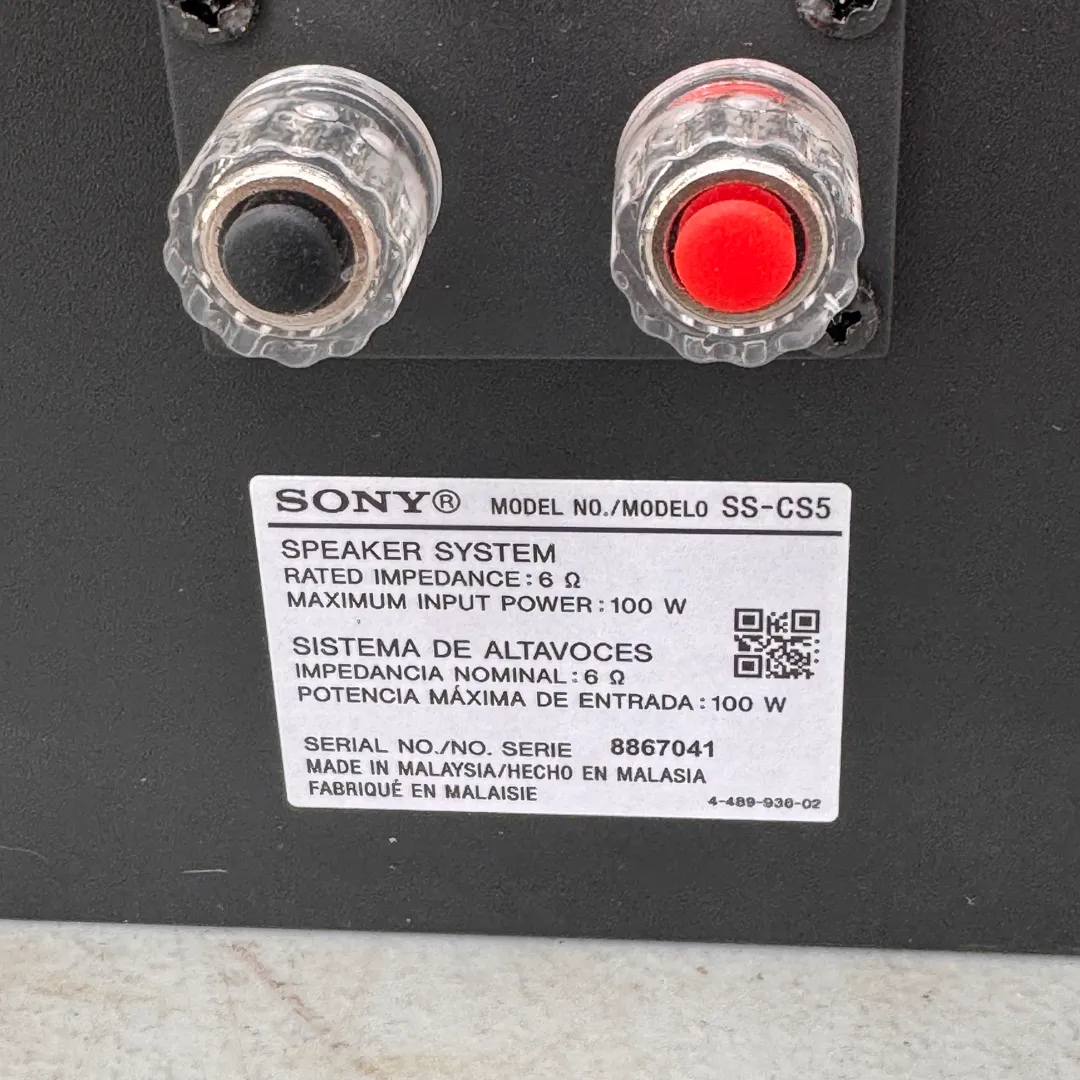 SONY® MODEL NO./MODELO SS-CS5
SPEAKER SYSTEM
RATED IMPEDANCE:6 Ω
MAXIMUM INPUT POWER:100 W
SISTEMA DE ALTAVOCES
IMPEDANCIA NOMINAL:6 Ω
POTENCIA MÁXIMA DE ENTRADA:100 W
SERIAL NO./NO. SERIE 8867041
MADE IN MALAYSIA/HECHO EN MALASIA
FABRIQUÉ EN MALAISIE
4-489-936-02